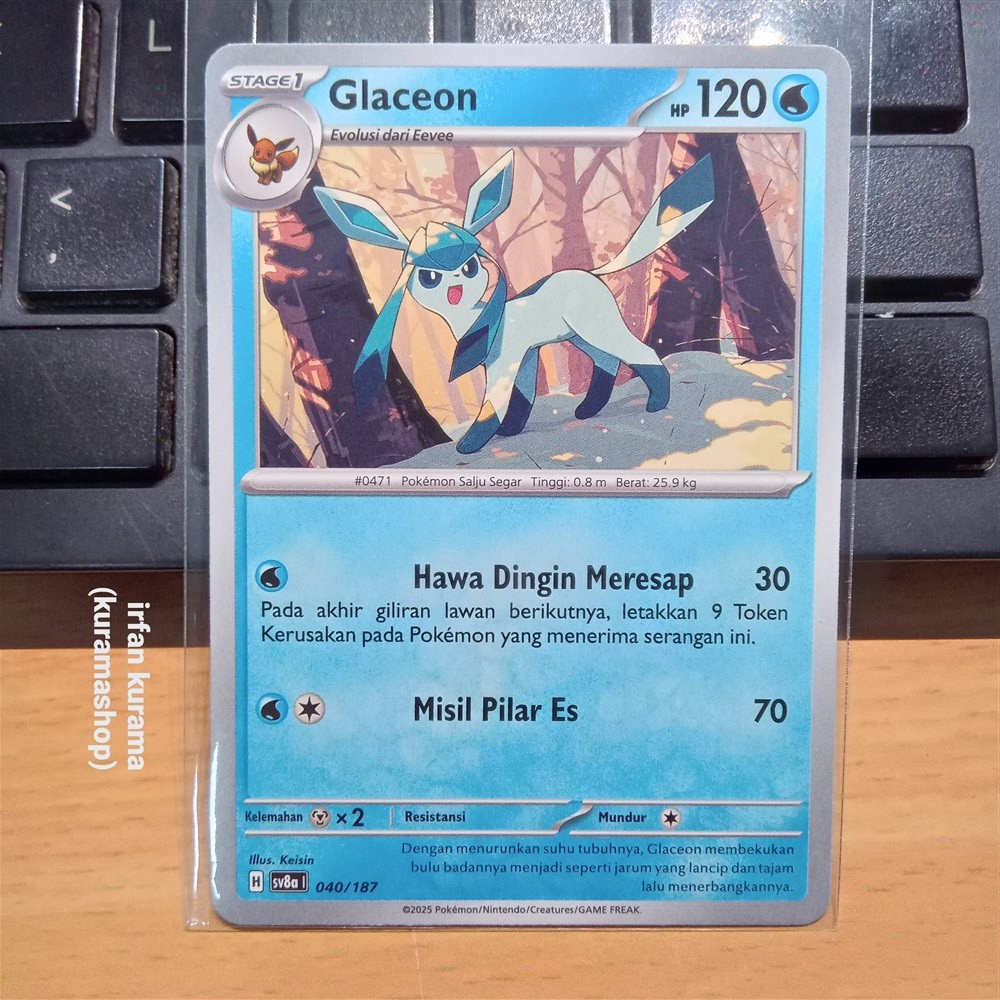 L
<
,
STAGE1
Glaceon
HP 120
Evolusi dari Eevee
#0471 Pokémon Salju Segar Tinggi: 0.8 m Berat: 25.9 kg
Hawa Dingin Meresap 30
Pada akhir giliran lawan berikutnya, letakkan 9 Token
Kerusakan pada Pokémon yang menerima serangan ini.
Misil Pilar Es 70
Kelemahan ×2 Resistansi Mundur
Illus. Keisin
Dengan menurunkan suhu tubuhnya, Glaceon membekukan
bulu badannya menjadi seperti jarum yang lancip dan tajam
lalu menerbangkannya.
H sv8a I 040/187
©2025 Pokémon/Nintendo/Creatures/GAME FREAK.
irfan kurama
(kuramashop)